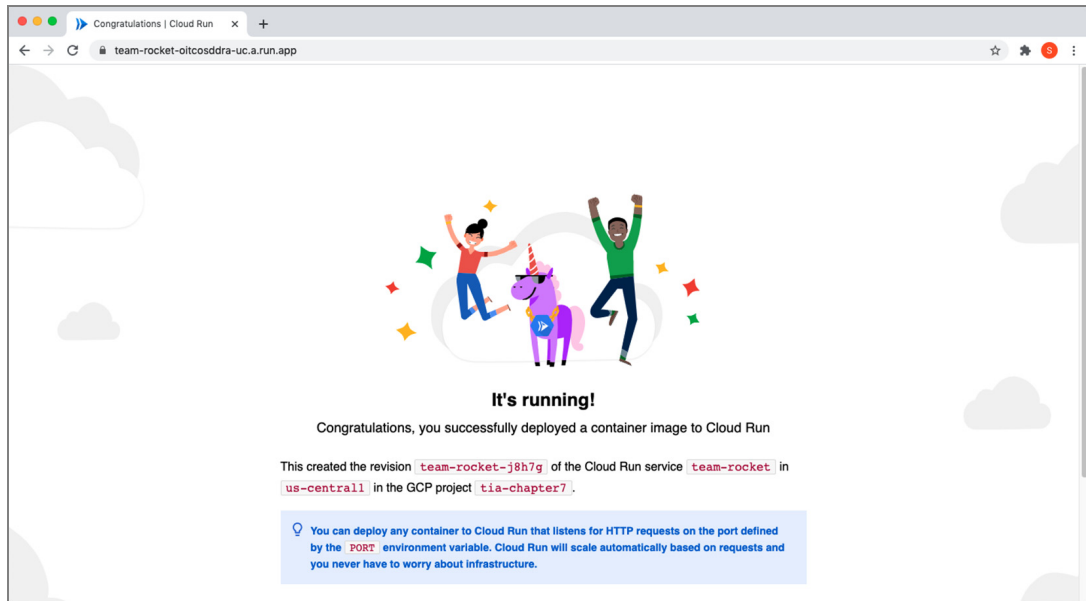 Congratulations | Cloud Run
team-rocket-oitcosddra-uc.a.run.app
S
It's running!
Congratulations, you successfully deployed a container image to Cloud Run
This created the revision team-rocket-j8h7g of the Cloud Run service team-rocket in
us-central1 in the GCP project tia-chapter7 .
You can deploy any container to Cloud Run that listens for HTTP requests on the port defined
by the PORT environment variable. Cloud Run will scale automatically based on requests and
you never have to worry about infrastructure.